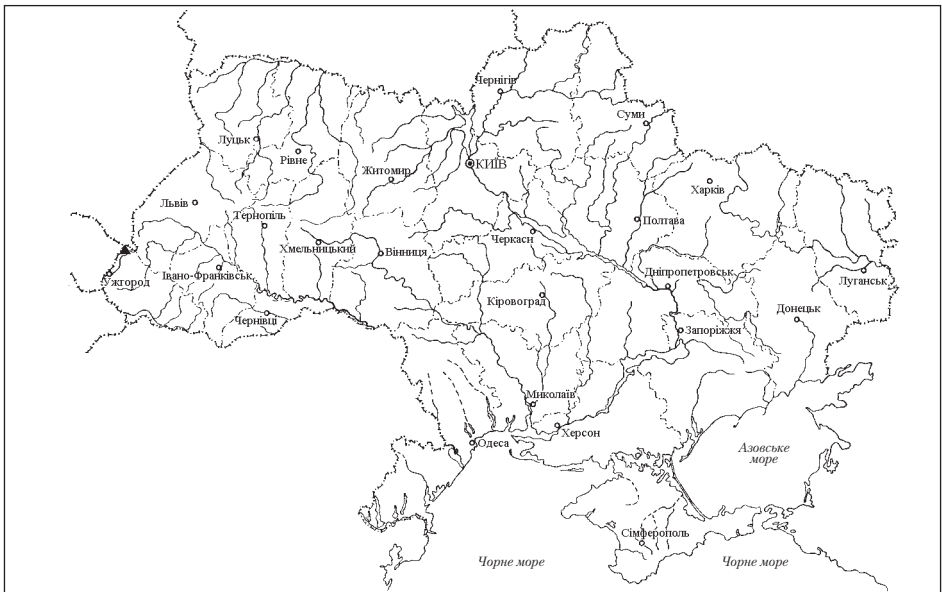 Чернігів
Суми
Луцьк
Рівне
КИЇВ
Житомир
Харків
Львів
Тернопіль
Полтава
Черкаси
Хмельницький
Вінниця
Івано-Франківськ
Ужгород
Дніпропетровськ
Луганськ
Кіровоград
Донецьк
Чернівці
Запоріжжя
Миколаїв
Херсон
Одеса
Азовське
море
Сімферополь
Чорне море
Чорне море